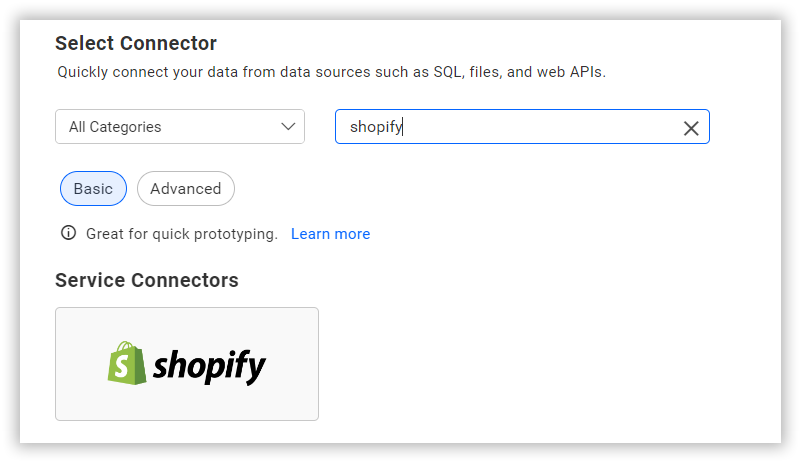 Select Connector
Quickly connect your data from data sources such as SQL, files, and web APIs.
All Categories
shopify
Basic
Advanced
Great for quick prototyping. Learn more
Service Connectors
S shopify